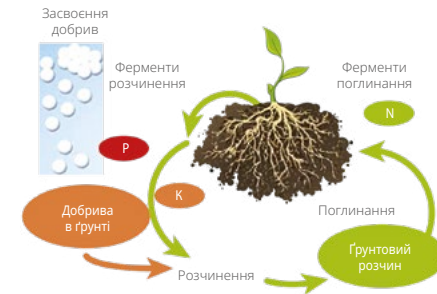 Засвоєння
добрив
Ферменти
розчинення
Ферменти
поглинання
N
P
K
Добрива
в ґрунті
Поглинання
Ґрунтовий
розчин
Розчинення